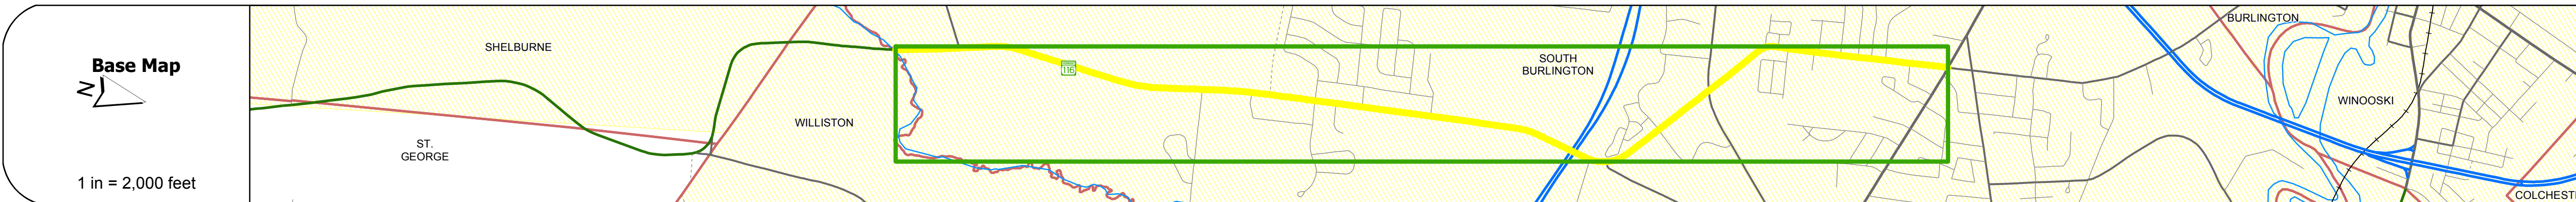 Base Map
N
1 in = 2,000 feet
SHELBURNE
ST.
GEORGE
WILLISTON
116
SOUTH
BURLINGTON
BURLINGTON
WINOOSKI
COLCHEST